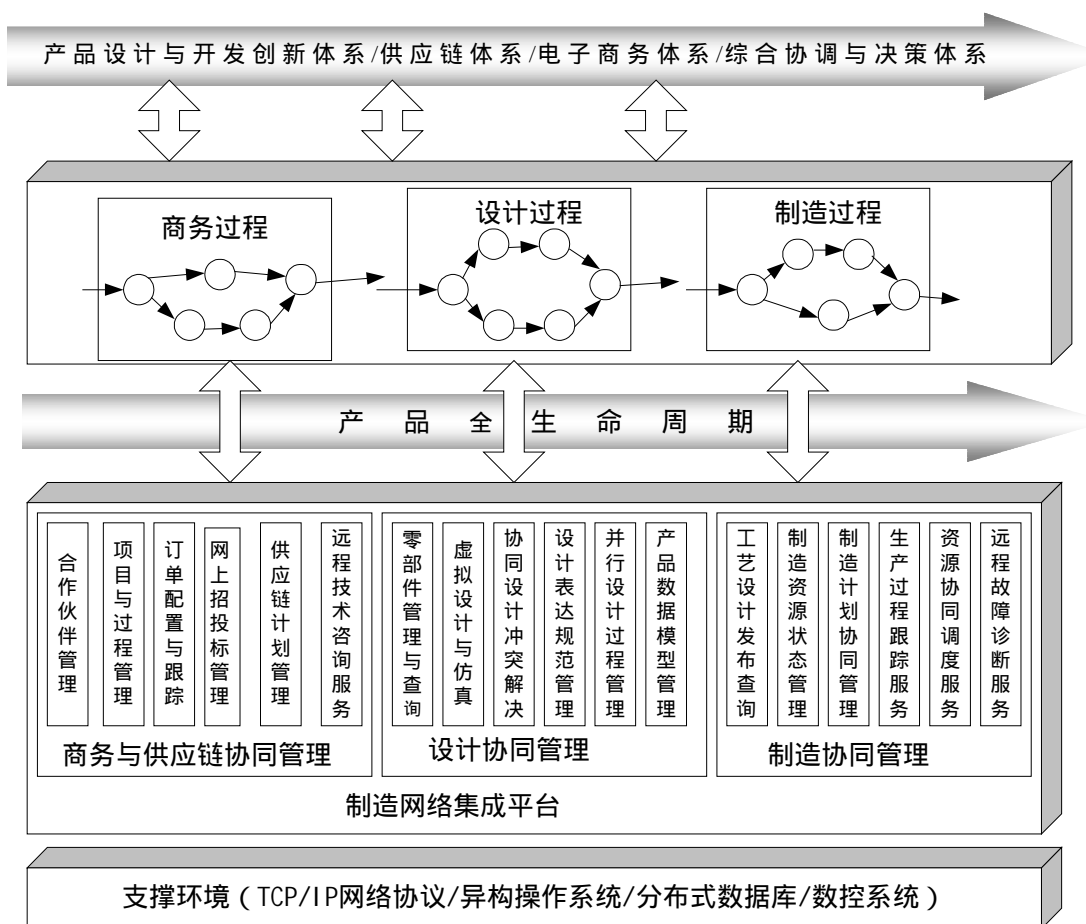 产品设计与开发创新体系/供应链体系/电子商务体系/综合协调与决策体系
商务过程
设计过程
制造过程
产品全生命周期
合作伙伴管理
项目与过程管理
订单配置与跟踪
网上招投标管理
供应链计划管理
远程技术咨询服务
商务与供应链协同管理
零部件管理与查询
虚拟设计与仿真
协同设计冲突解决
设计表达规范管理
并行设计过程管理
产品数据模型管理
设计协同管理
工艺设计发布查询
制造资源状态管理
制造计划协同管理
生产过程跟踪服务
资源协同调度服务
远程故障诊断服务
制造协同管理
制造网络集成平台
支撑环境（TCP/IP网络协议/异构操作系统/分布式数据库/数控系统）